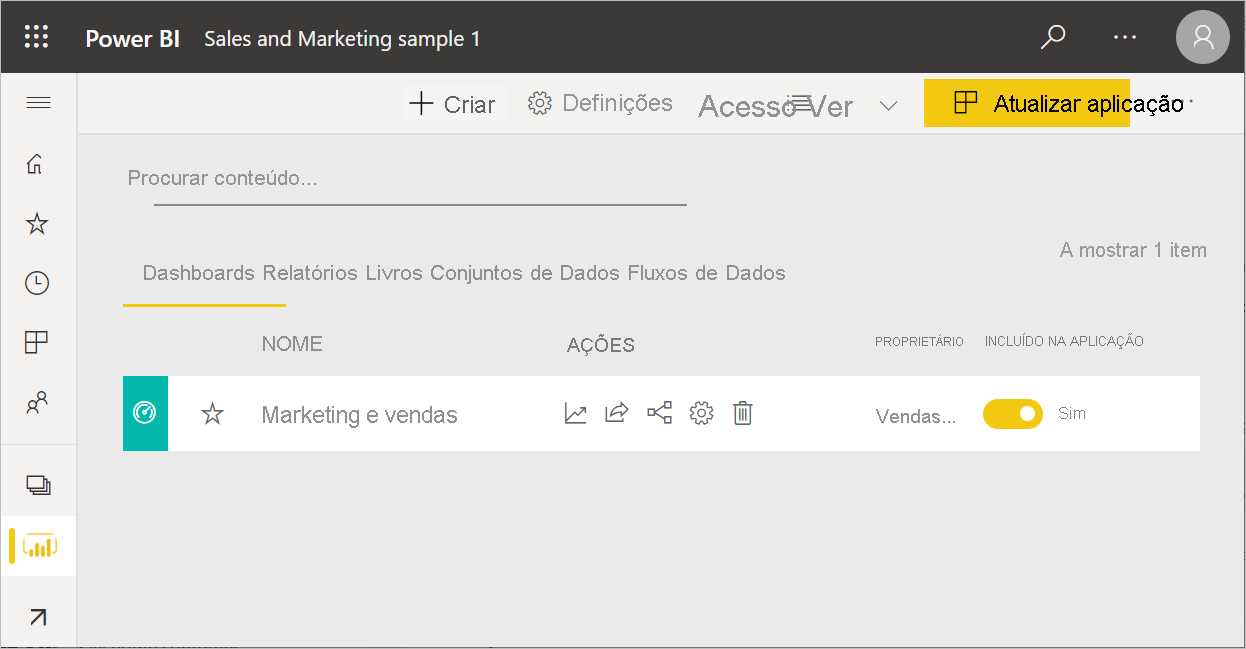 Power BI Sales and Marketing sample 1
Criar Definições Acesso Ver Atualizar aplicação
Procurar conteúdo...
A mostrar 1 item
Dashboards Relatórios Livros Conjuntos de Dados Fluxos de Dados
NOME AÇÕES PROPRIETÁRIO INCLUÍDO NA APLICAÇÃO
Marketing e vendas Vendas... Sim